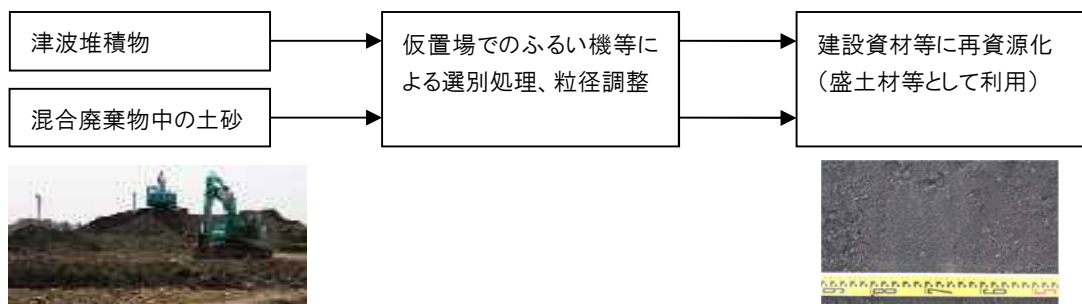 津波堆積物
混合廃棄物中の土砂
仮置場でのふるい機等に
よる選別処理、粒径調整
建設資材等に再資源化
（盛土材等として利用）